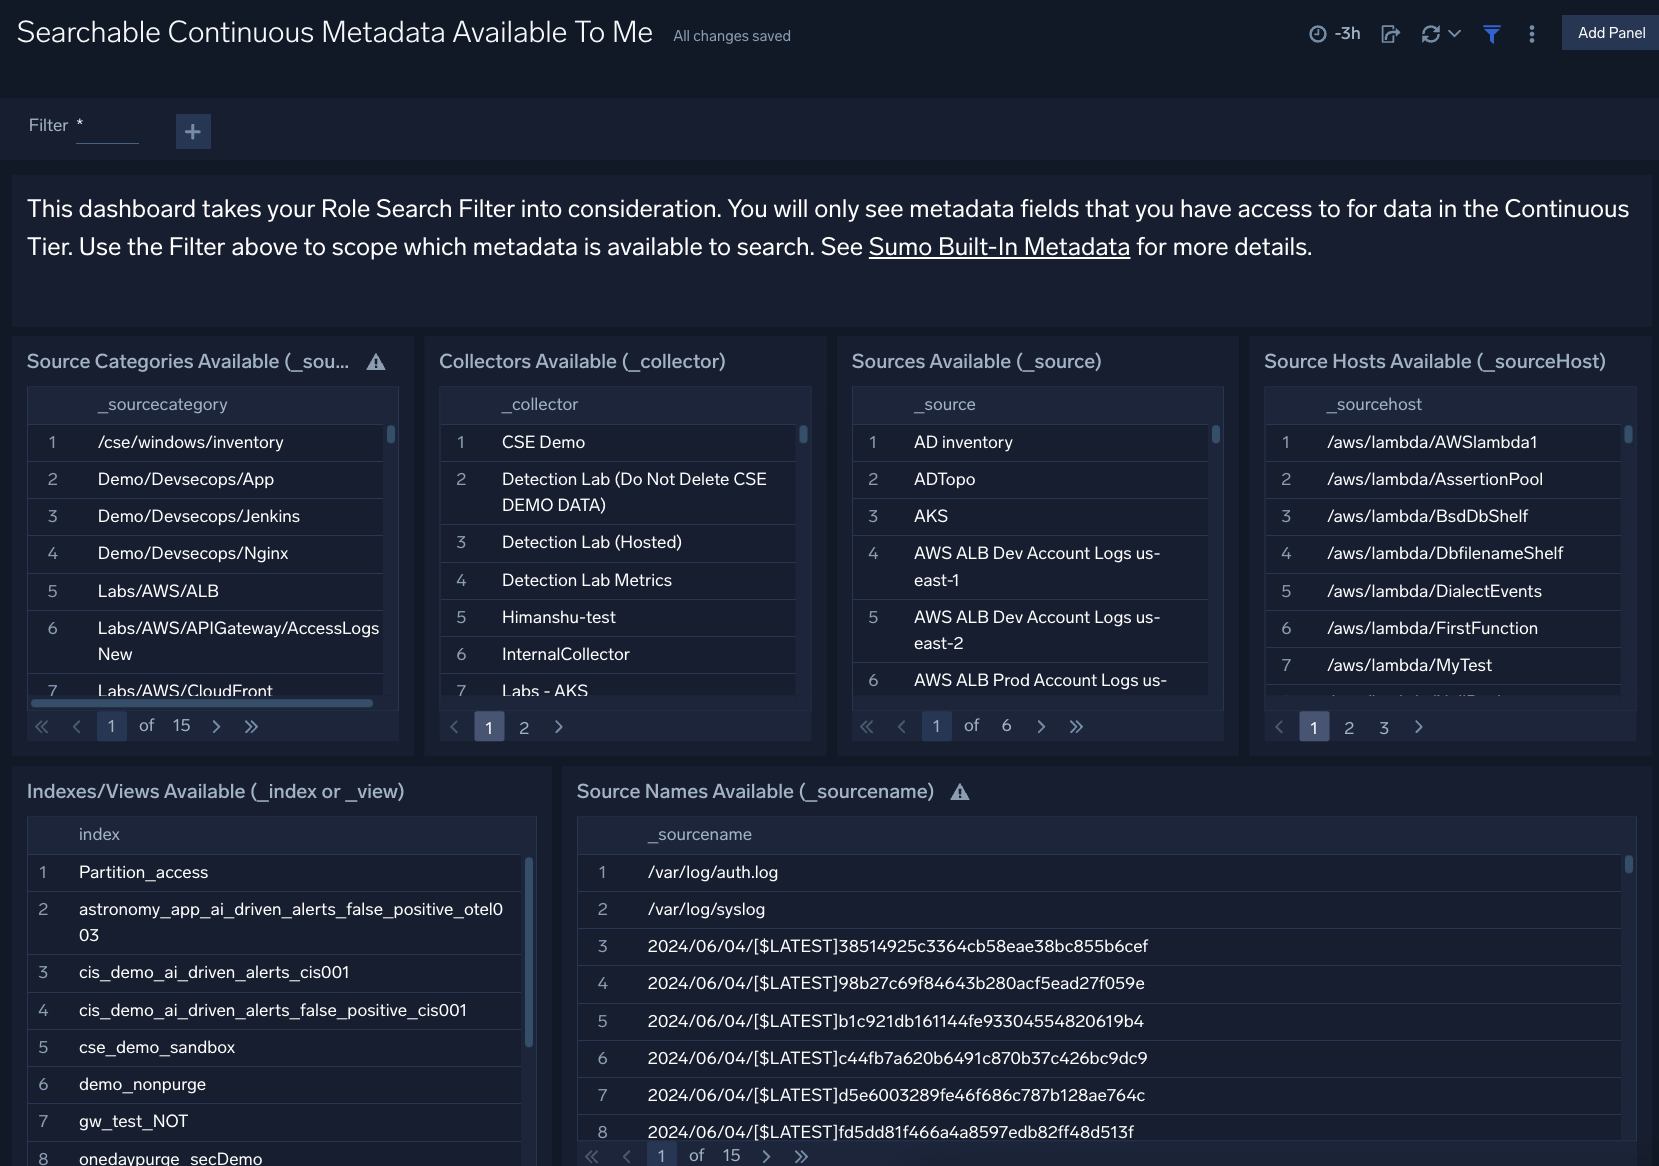 Searchable Continuous Metadata Available To Me
All changes saved
-3h
Add Panel
Filter *
This dashboard takes your Role Search Filter into consideration. You will only see metadata fields that you have access to for data in the Continuous
Tier. Use the Filter above to scope which metadata is available to search. See Sumo Built-In Metadata for more details.
Source Categories Available (_sou...
_sourcecategory
1 /cse/windows/inventory
2 Demo/Devsecops/App
3 Demo/Devsecops/Jenkins
4 Demo/Devsecops/Nginx
5 Labs/AWS/ALB
6 Labs/AWS/APIGateway/AccessLogs
New
7 Labs/AWS/CloudFront
1 of 15
Collectors Available (_collector)
_collector
1 CSE Demo
2 Detection Lab (Do Not Delete CSE
DEMO DATA)
3 Detection Lab (Hosted)
4 Detection Lab Metrics
5 Himanshu-test
6 InternalCollector
7 Labs - AKS
1 2
Sources Available (_source)
_source
1 AD inventory
2 ADTopo
3 AKS
4 AWS ALB Dev Account Logs us-
east-1
5 AWS ALB Dev Account Logs us-
east-2
6 AWS ALB Prod Account Logs us-
1 of 6
Source Hosts Available (_sourceHost)
_sourcehost
1 /aws/lambda/AWSlambda1
2 /aws/lambda/AssertionPool
3 /aws/lambda/BsdDbShelf
4 /aws/lambda/DbfilenameShelf
5 /aws/lambda/DialectEvents
6 /aws/lambda/FirstFunction
7 /aws/lambda/MyTest
1 2 3
Indexes/Views Available (_index or _view)
index
1 Partition_access
2 astronomy_app_ai_driven_alerts_false_positive_otel0
03
3 cis_demo_ai_driven_alerts_cis001
4 cis_demo_ai_driven_alerts_false_positive_cis001
5 cse_demo_sandbox
6 demo_nonpurge
7 gw_test_NOT
8 onedaypurge_secDemo
Source Names Available (_sourcename)
_sourcename
1 /var/log/auth.log
2 /var/log/syslog
3 2024/06/04/[$LATEST]38514925c3364cb58eae38bc855b6cef
4 2024/06/04/[$LATEST]98b27c69f84643b280acf5ead27f059e
5 2024/06/04/[$LATEST]b1c921db161144fe93304554820619b4
6 2024/06/04/[$LATEST]c44fb7a620b6491c870b37c426bc9dc9
7 2024/06/04/[$LATEST]d5e6003289fe46f686c787b128ae764c
8 2024/06/04/[$LATEST]fd5dd81f466a4a8597edb82ff48d513f
1 of 15